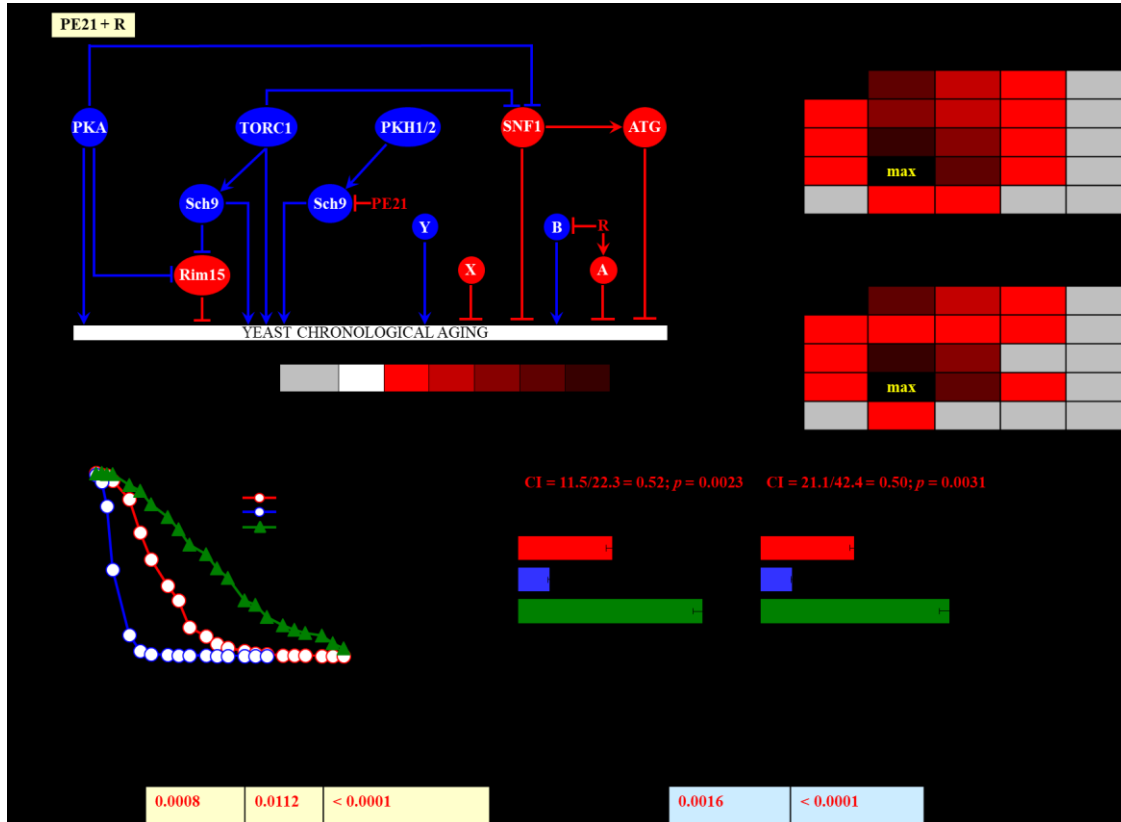 PE21 + R
PKA
TORC1
PKH1/2
SNF1
ATG
Sch9
Sch9
PE21
Y
B
R
Rim15
X
A
YEAST CHRONOLOGICAL AGING
max
max
CI = 11.5/22.3 = 0.52; p = 0.0023
CI = 21.1/42.4 = 0.50; p = 0.0031
0.0008
0.0112
< 0.0001
0.0016
< 0.0001